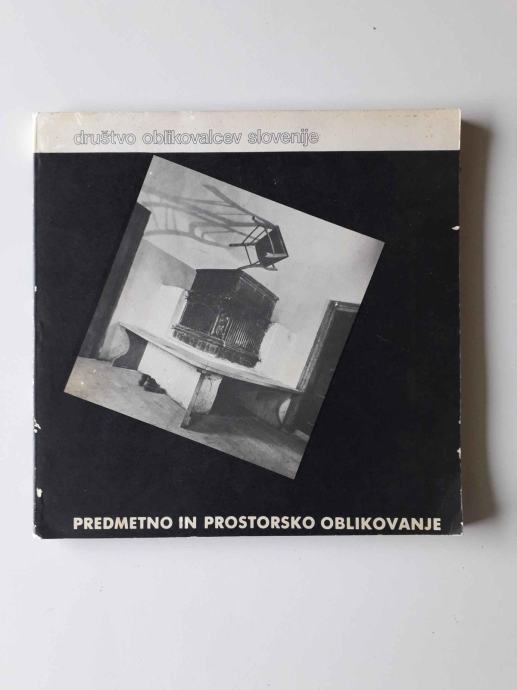 društvo oblikovalcev slovenije
PREDMETNO IN PROSTORSKO OBLIKOVANJE